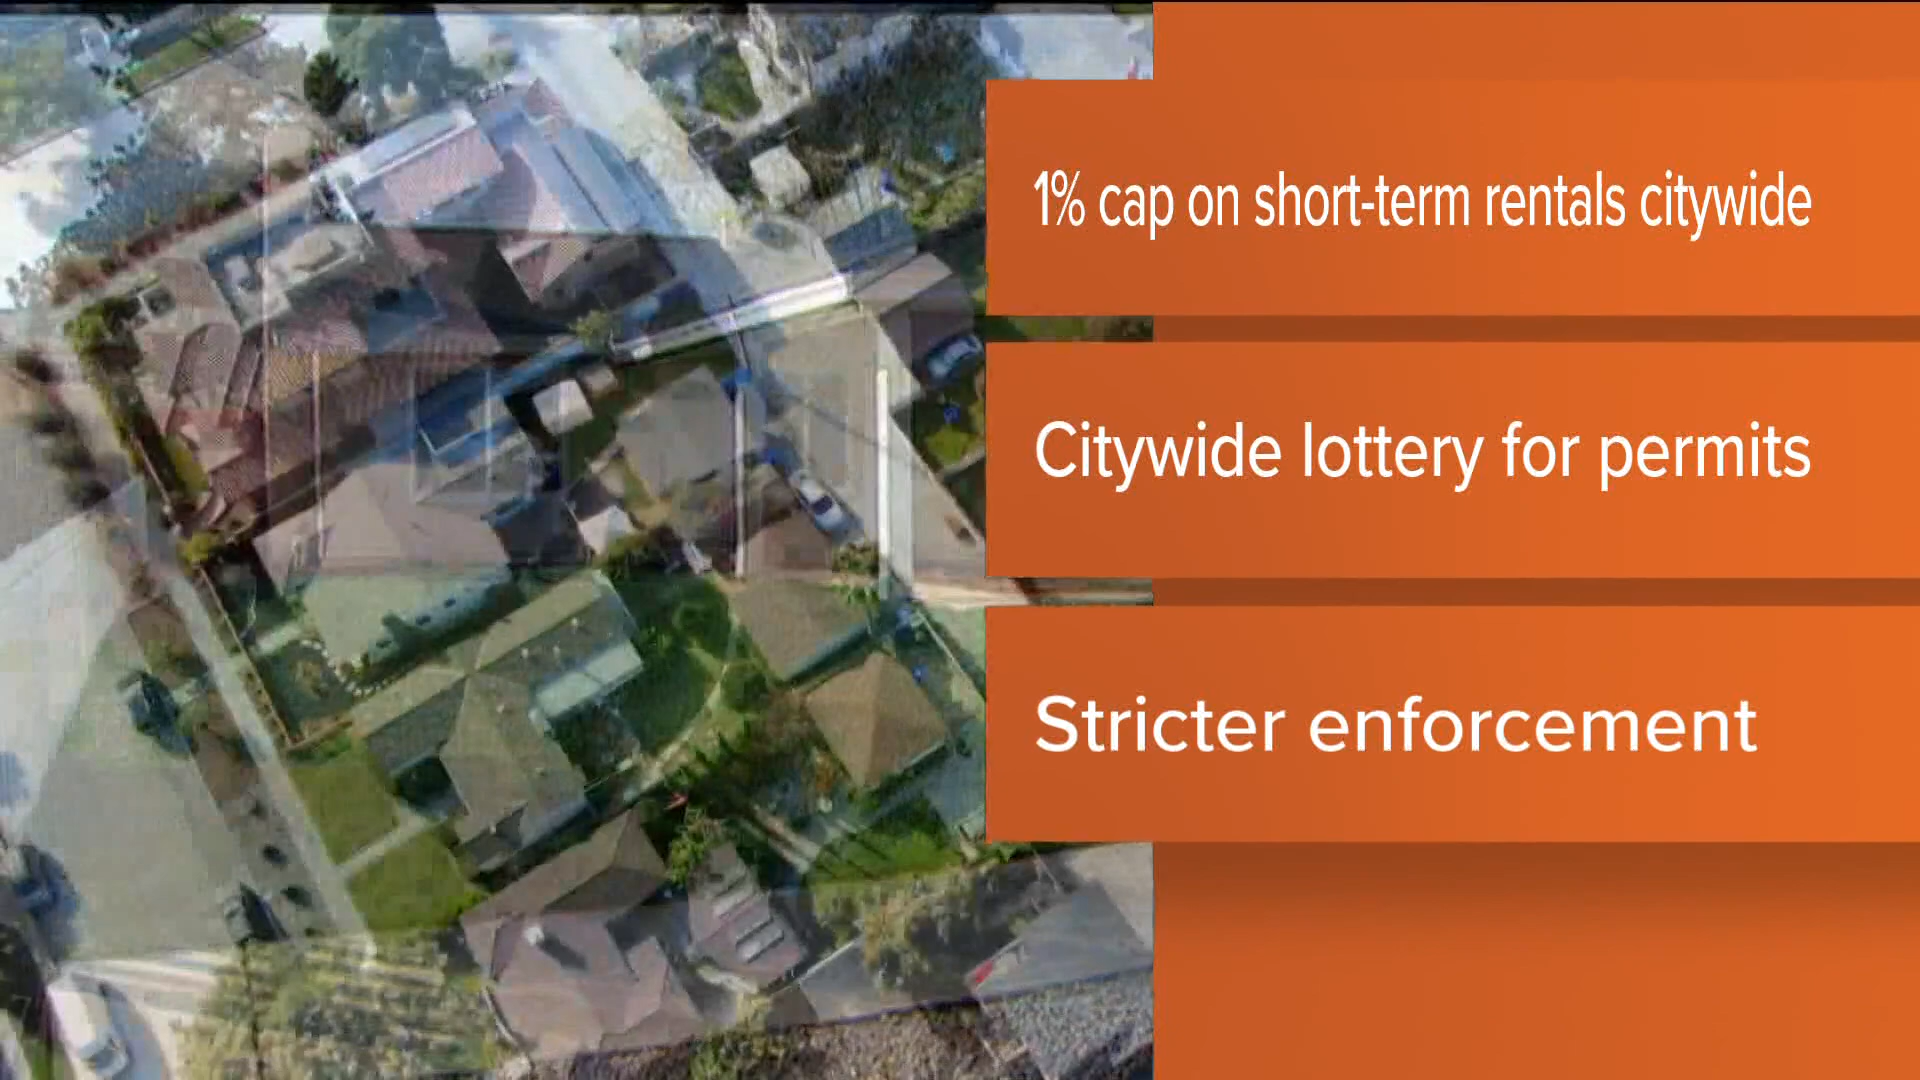 1% cap on short-term rentals citywide
Citywide lottery for permits
Stricter enforcement